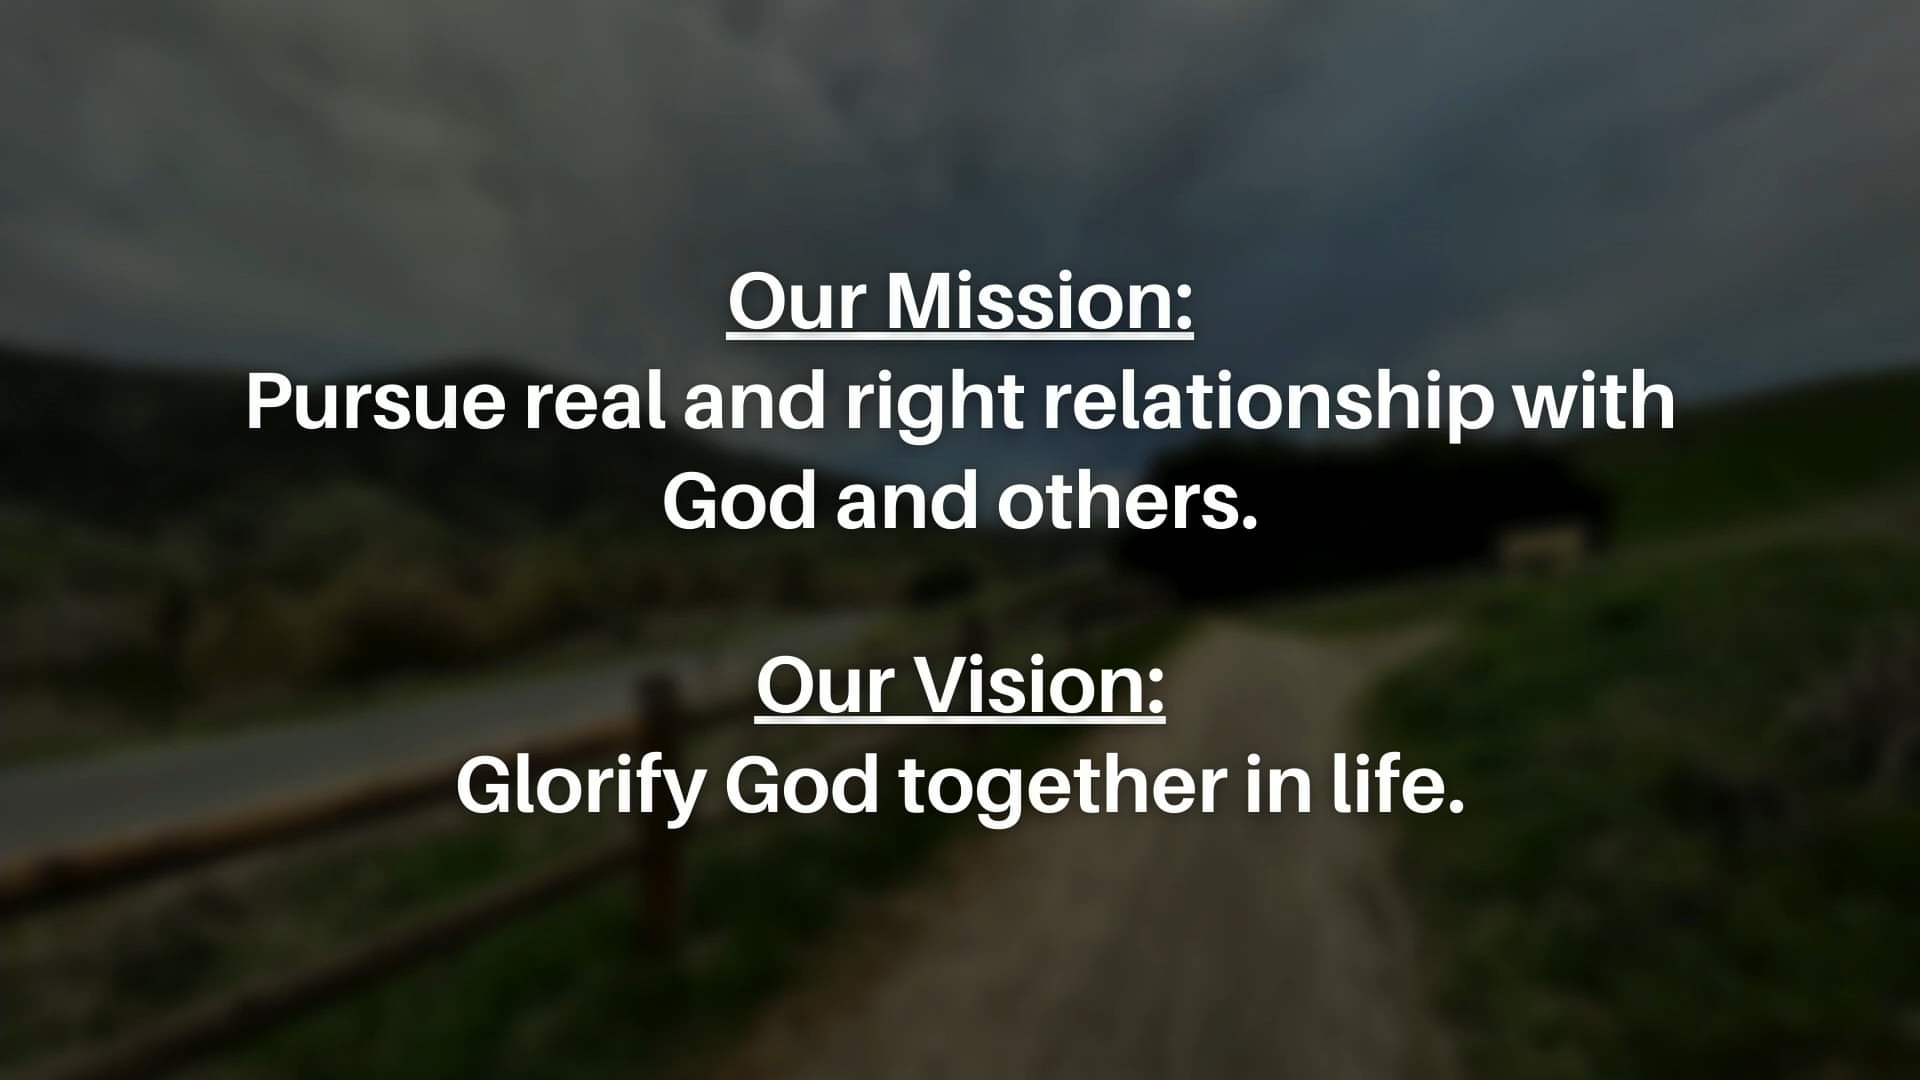 Our Mission:
Pursue real and right relationship with
God and others.
Our Vision:
Glorify God together in life.